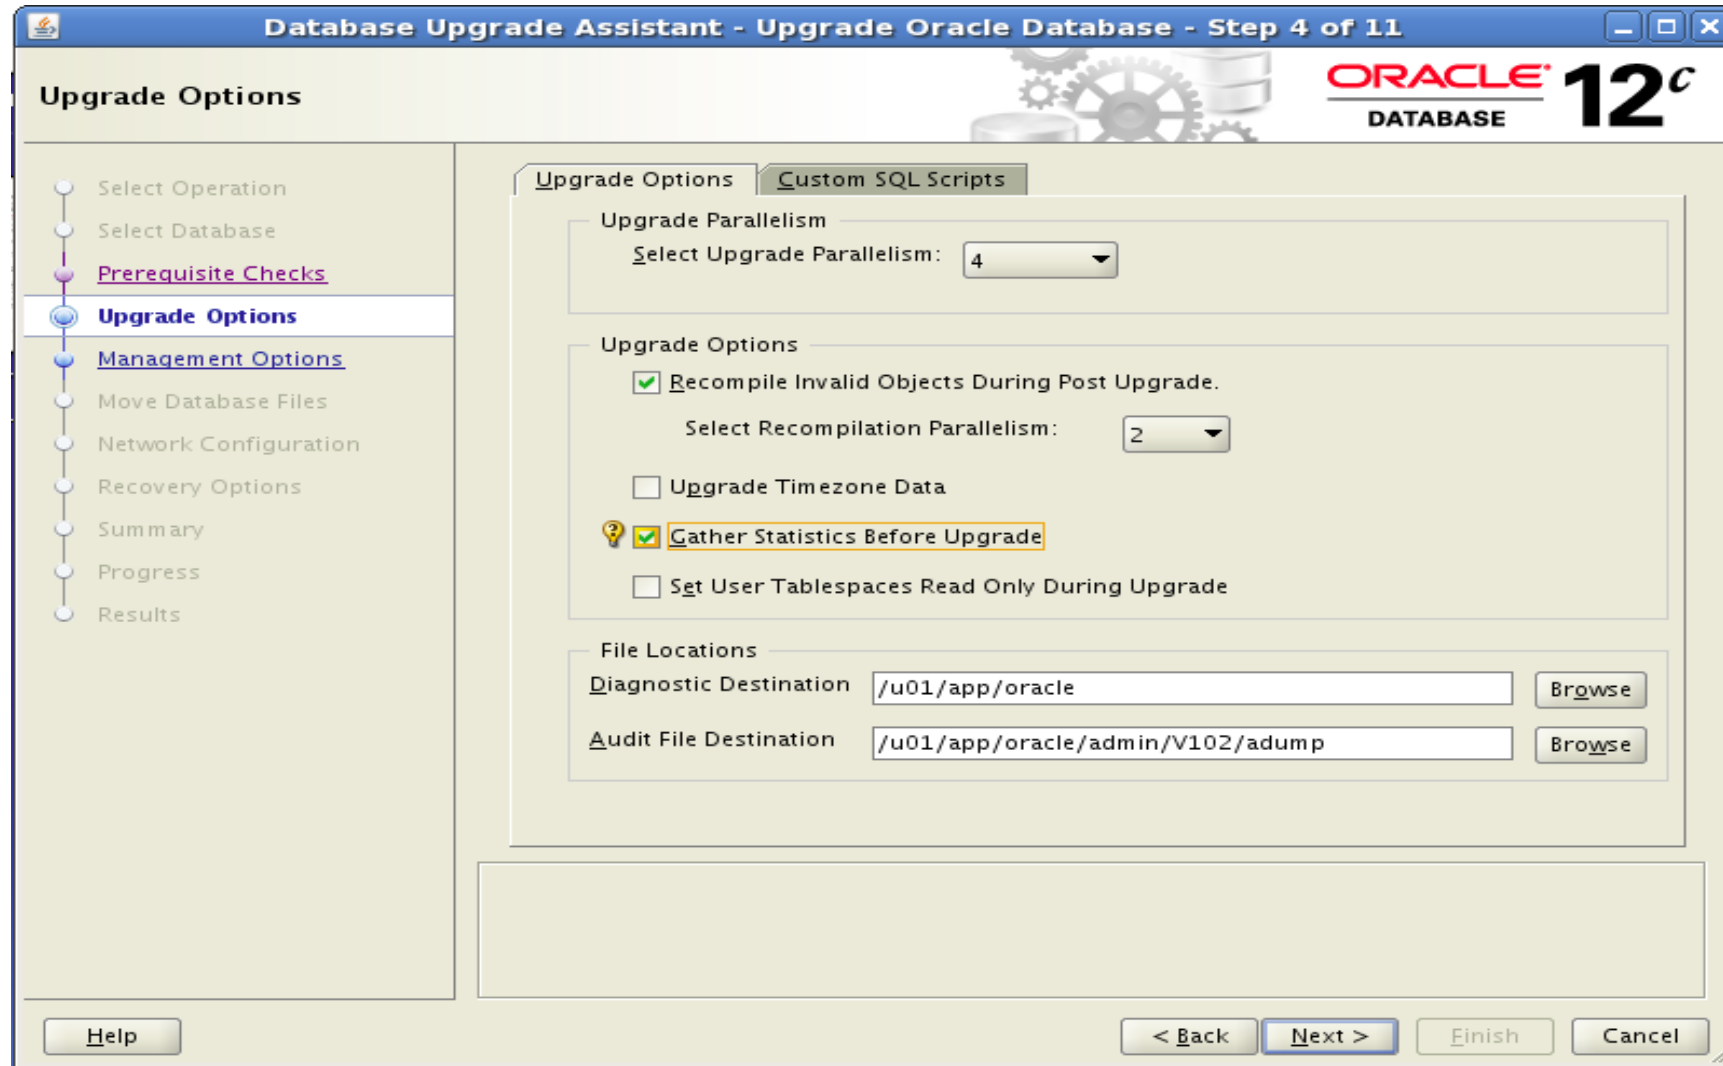 Database Upgrade Assistant - Upgrade Oracle Database - Step 4 of 11
Upgrade Options
ORACLE
DATABASE
12c
Select Operation
Select Database
Prerequisite Checks
Upgrade Options
Management Options
Move Database Files
Network Configuration
Recovery Options
Summary
Progress
Results
Upgrade Options
Custom SQL Scripts
Upgrade Parallelism
Select Upgrade Parallelism: 4
Upgrade Options
Recompile Invalid Objects During Post Upgrade.
Select Recompilation Parallelism: 2
Upgrade Timezone Data
Gather Statistics Before Upgrade
Set User Tablespaces Read Only During Upgrade
File Locations
Diagnostic Destination /u01/app/oracle Browse
Audit File Destination /u01/app/oracle/admin/V102/adump Browse
Help
< Back
Next >
Finish
Cancel